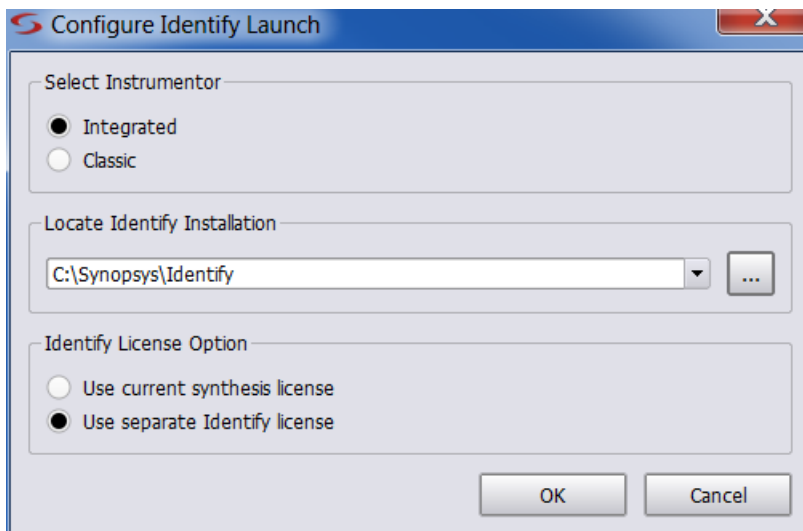 Configure Identify Launch
Select Instrumentor
Integrated
Classic
Locate Identify Installation
C:\Synopsys\Identify
...
Identify License Option
Use current synthesis license
Use separate Identify license
OK Cancel